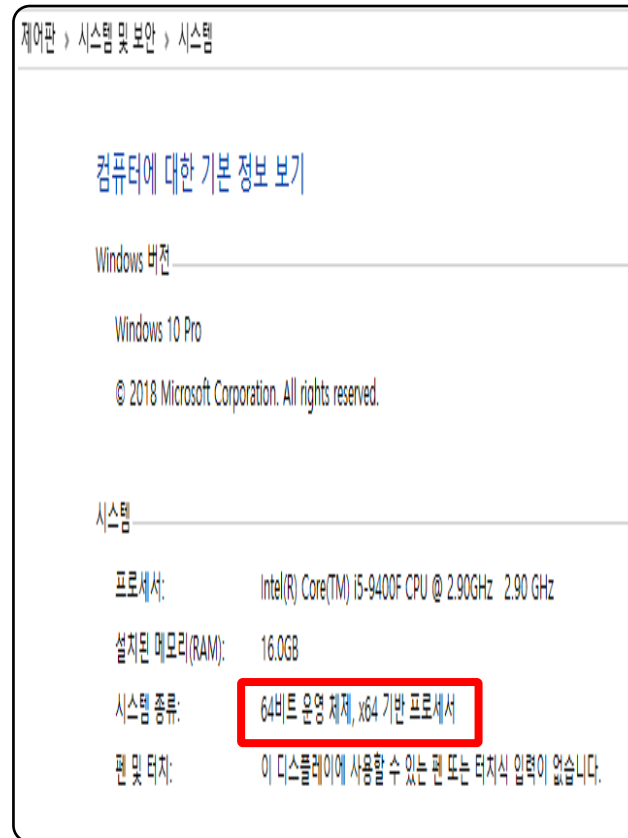 제어판 > 시스템 및 보안 > 시스템
컴퓨터에 대한 기본 정보 보기
Windows 버전
Windows 10 Pro
© 2018 Microsoft Corporation. All rights reserved.
시스템
프로세서: Intel(R) Core(TM) i5-9400F CPU @ 2.90GHz 2.90 GHz
설치된 메모리(RAM): 16.0GB
시스템 종류: 64비트 운영 체제, x64 기반 프로세서
펜 및 터치: 이 디스플레이에 사용할 수 있는 펜 또는 터치식 입력이 없습니다.